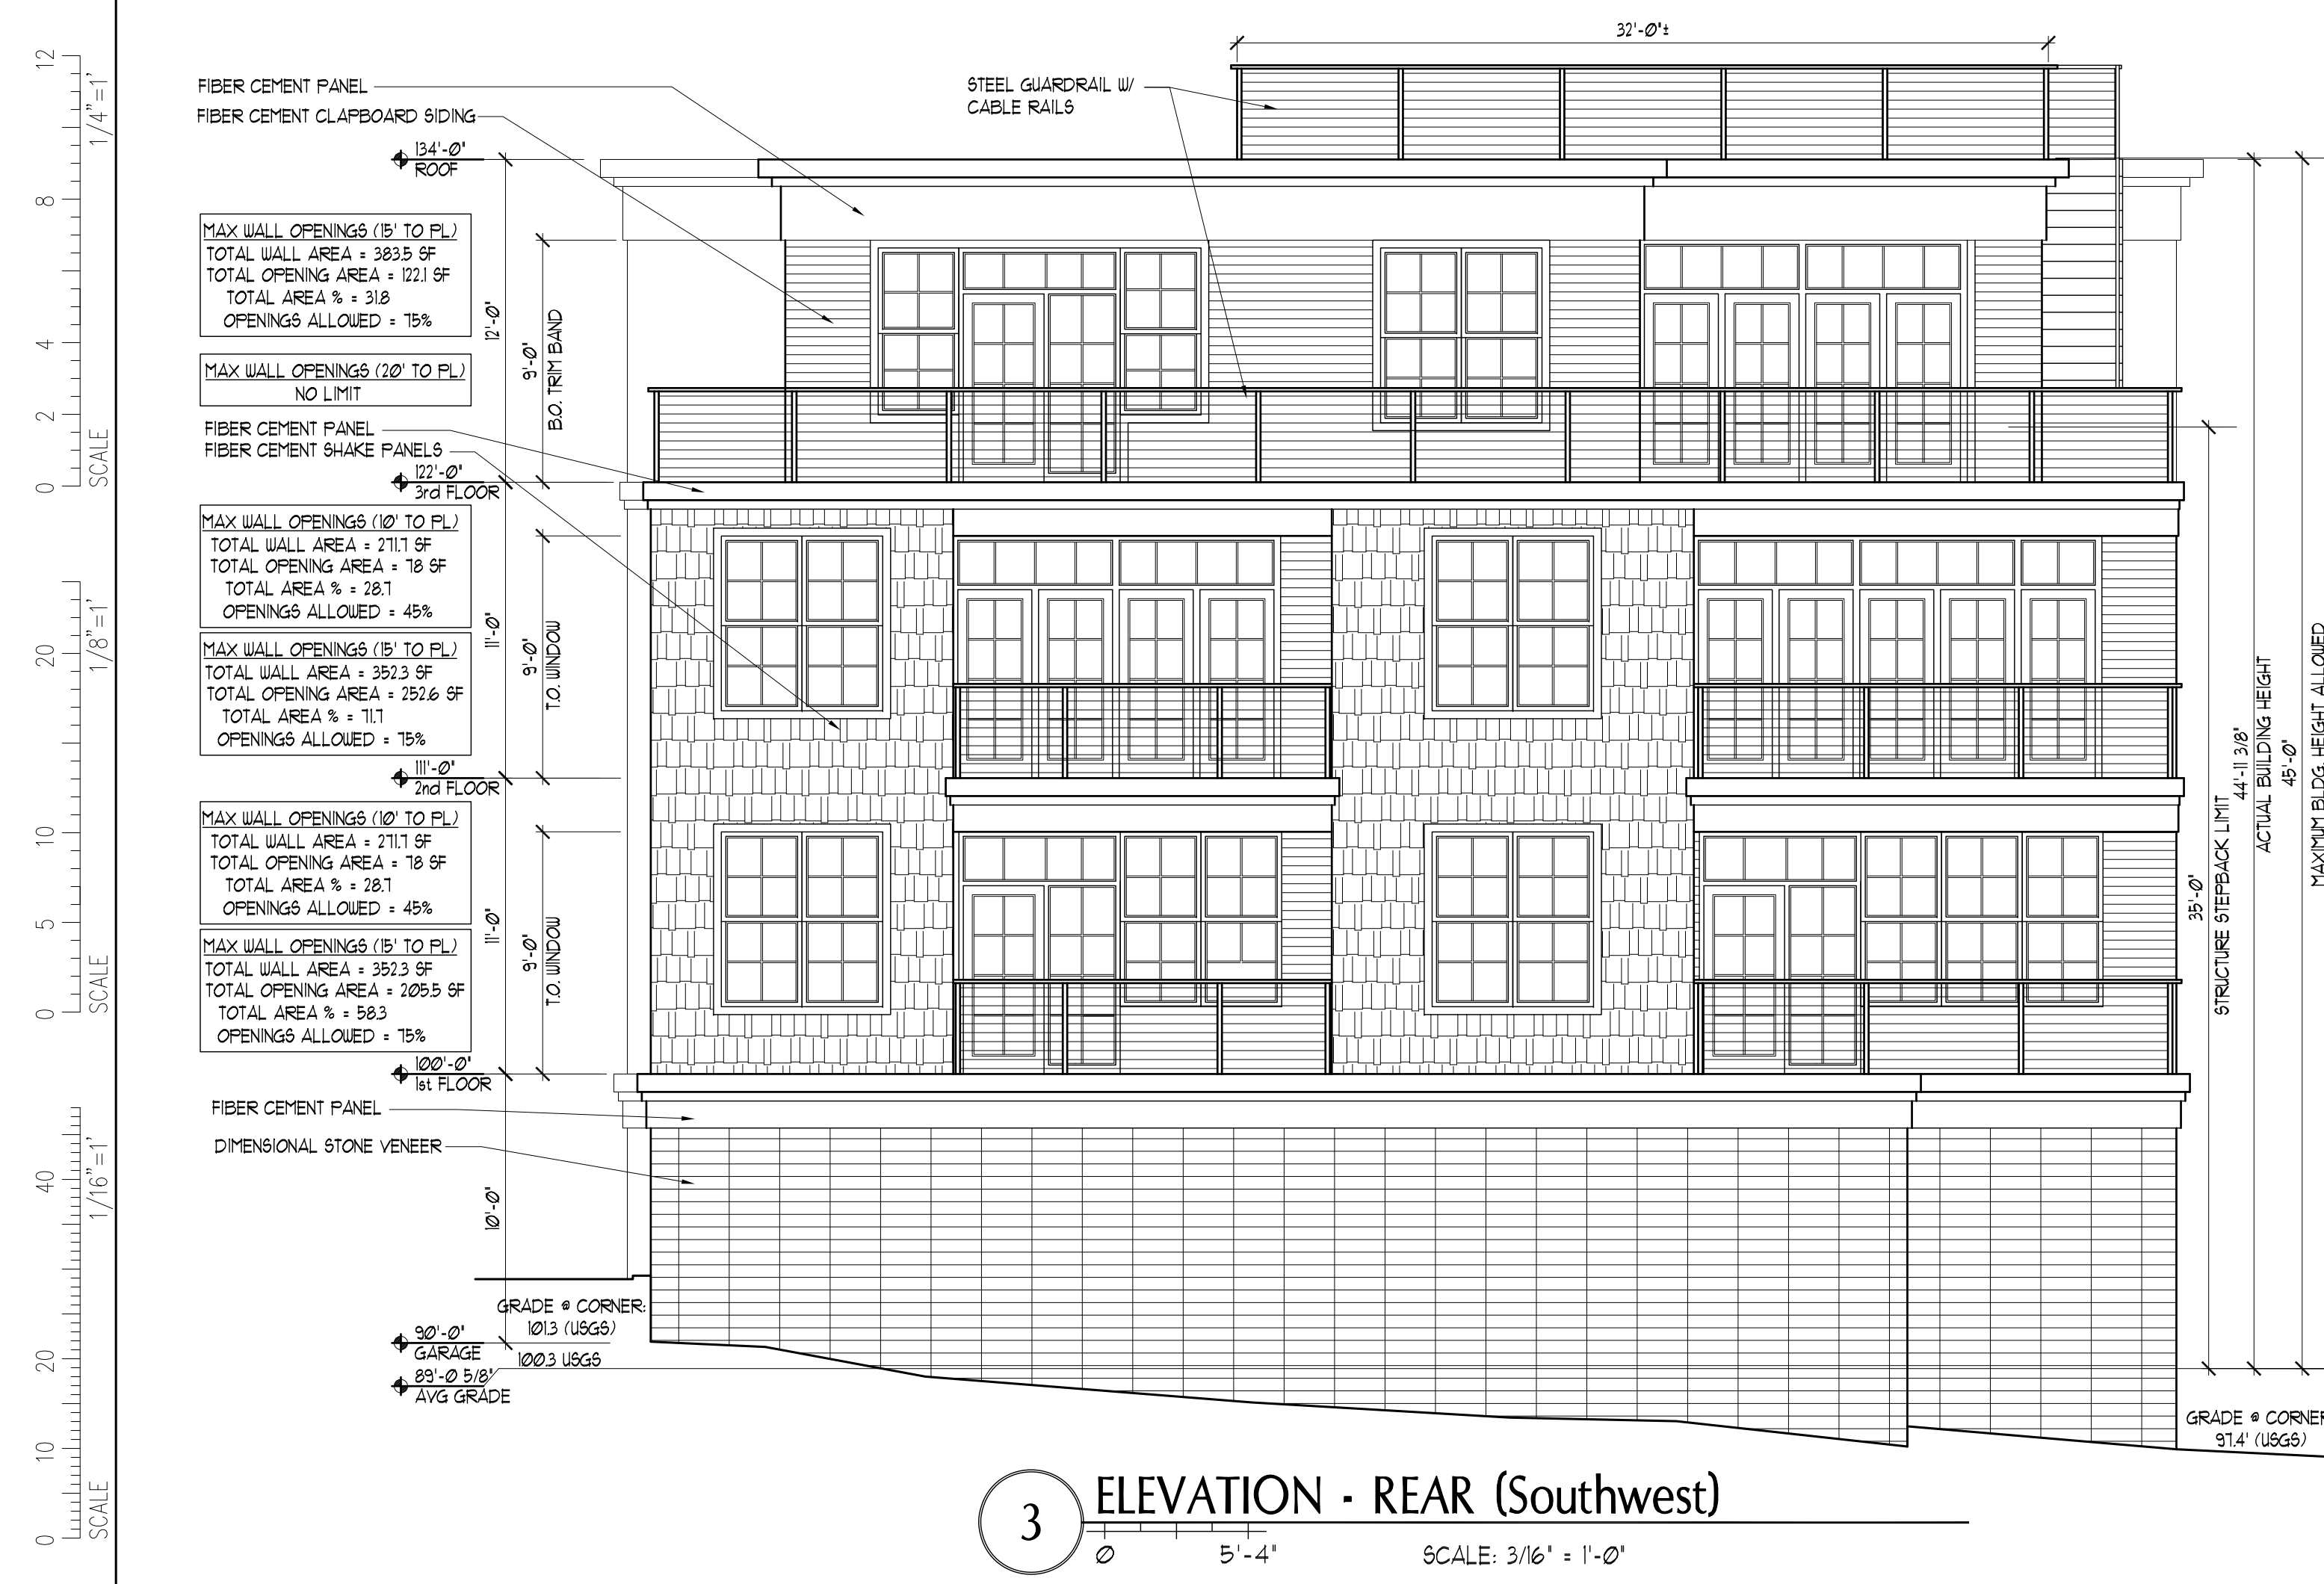 12
8
4
2
0
SCALE
1/4"=1'
20
10
5
0
SCALE
1/8"=1'
40
20
10
0
SCALE
1/16"=1'
32'-0"±
FIBER CEMENT PANEL
FIBER CEMENT CLAPBOARD SIDING
STEEL GUARDRAIL W/
CABLE RAILS
134'-0"
ROOF
MAX WALL OPENINGS (15' TO PL)
TOTAL WALL AREA = 383.5 SF
TOTAL OPENING AREA = 122.1 SF
TOTAL AREA % = 31.8
OPENINGS ALLOWED = 75%
MAX WALL OPENINGS (20' TO PL)
NO LIMIT
12'-0"
9'-0"
B.O. TRIM BAND
FIBER CEMENT PANEL
FIBER CEMENT SHAKE PANELS
122'-0"
3rd FLOOR
MAX WALL OPENINGS (10' TO PL)
TOTAL WALL AREA = 271.7 SF
TOTAL OPENING AREA = 78 SF
TOTAL AREA % = 28.7
OPENINGS ALLOWED = 45%
MAX WALL OPENINGS (15' TO PL)
TOTAL WALL AREA = 352.3 SF
TOTAL OPENING AREA = 252.6 SF
TOTAL AREA % = 71.7
OPENINGS ALLOWED = 75%
11'-0"
9'-0"
T.O. WINDOW
111'-0"
2nd FLOOR
MAX WALL OPENINGS (10' TO PL)
TOTAL WALL AREA = 271.7 SF
TOTAL OPENING AREA = 78 SF
TOTAL AREA % = 28.7
OPENINGS ALLOWED = 45%
MAX WALL OPENINGS (15' TO PL)
TOTAL WALL AREA = 352.3 SF
TOTAL OPENING AREA = 205.5 SF
TOTAL AREA % = 58.3
OPENINGS ALLOWED = 75%
11'-0"
9'-0"
T.O. WINDOW
100'-0"
1st FLOOR
FIBER CEMENT PANEL
DIMENSIONAL STONE VENEER
10'-0"
GRADE @ CORNER:
101.3 (USGS)
90'-0"
GARAGE
100.3 USGS
89'-0 5/8"
AVG GRADE
35'-0"
STRUCTURE STEPBACK LIMIT
44'-11 3/8"
ACTUAL BUILDING HEIGHT
45'-0"
MAXIMUM BLDG. HEIGHT ALLOWED
GRADE @ CORNER
97.4' (USGS)
3
ELEVATION - REAR (Southwest)
0
5'-4"
SCALE: 3/16" = 1'-0"